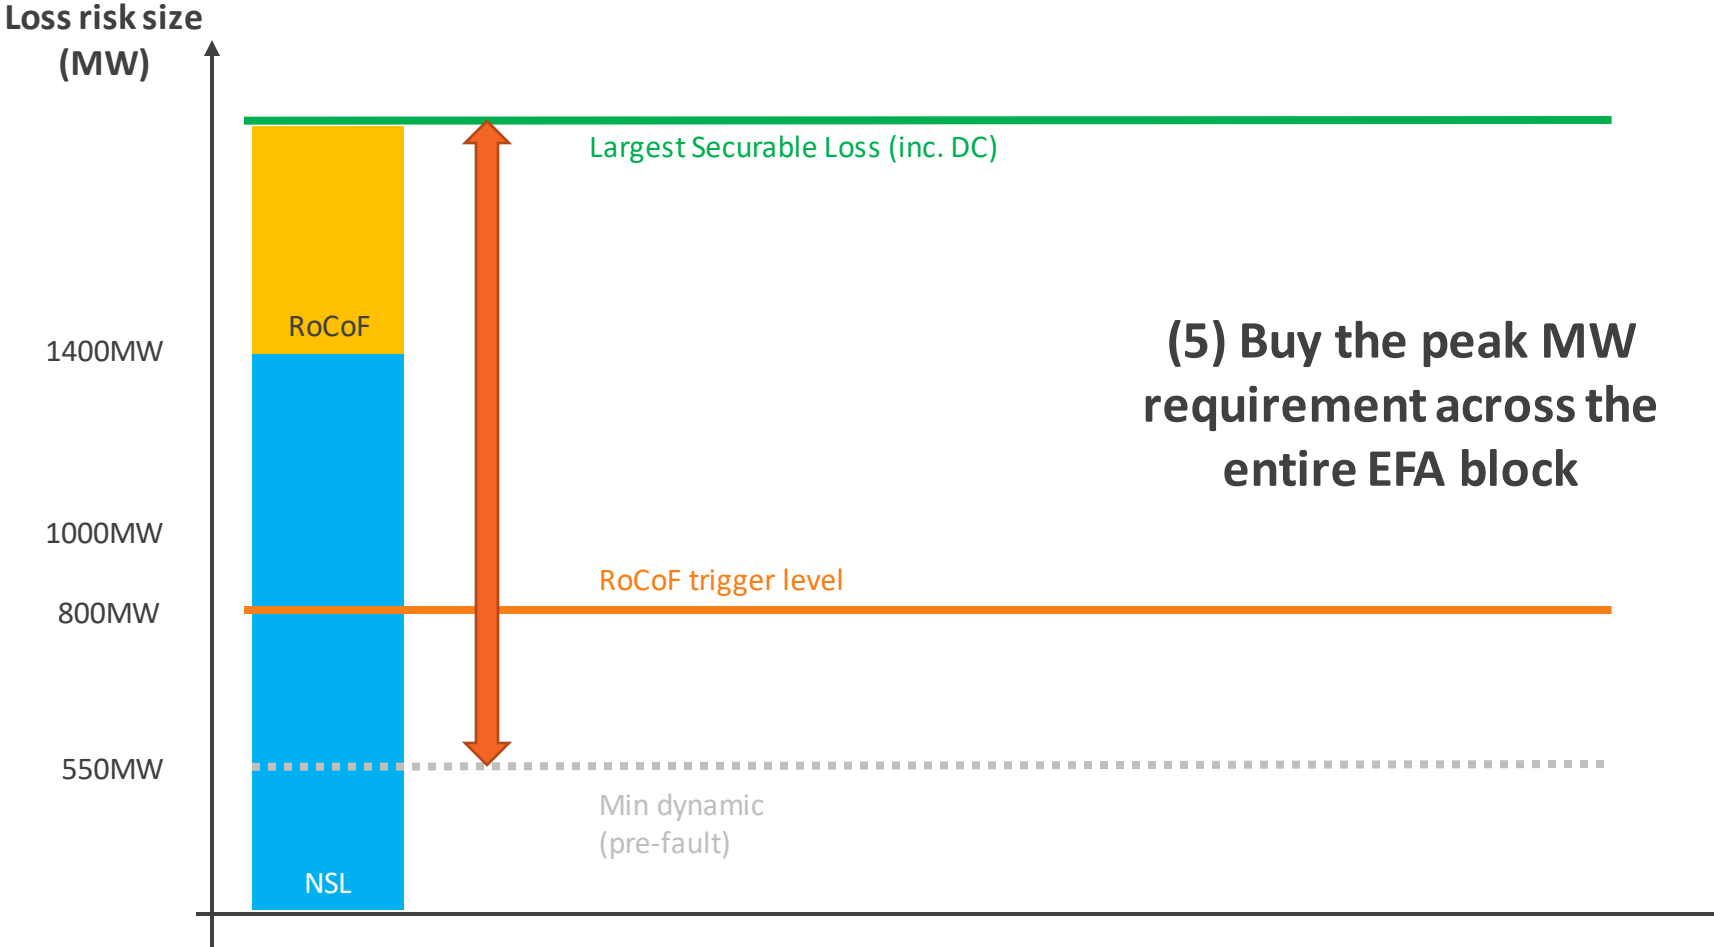 Loss risk size
(MW)
Largest Securable Loss (inc. DC)
RoCoF
1400MW
(5) Buy the peak MW
requirement across the
entire EFA block
1000MW
RoCoF trigger level
800MW
550MW
Min dynamic
(pre-fault)
NSL